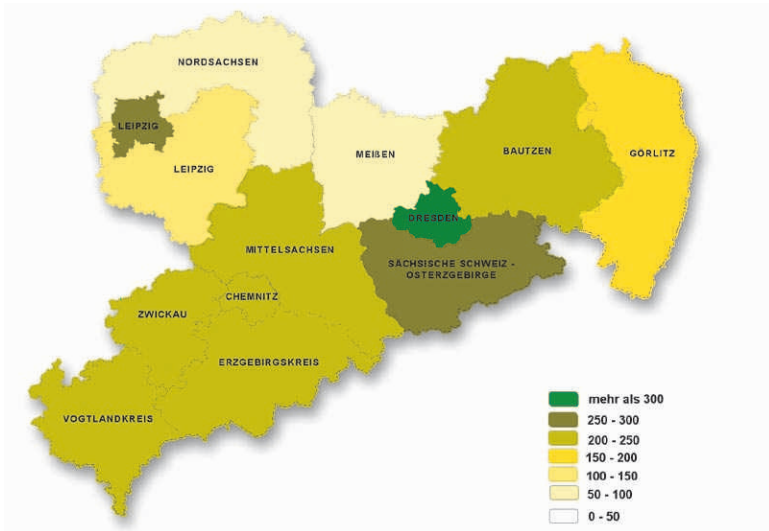 NORDSACHSEN
LEIPZIG
LEIPZIG
MEIßEN
BAUTZEN
GÖRLITZ
DRESDEN
MITTELSACHSEN
SÄCHSISCHE SCHWEIZ -
OSTERZGEBIRGE
CHEMNITZ
ZWICKAU
ERZGEBIRGSKREIS
VOGTLANDKREIS
mehr als 300
250 - 300
200 - 250
150 - 200
100 - 150
50 - 100
0 - 50